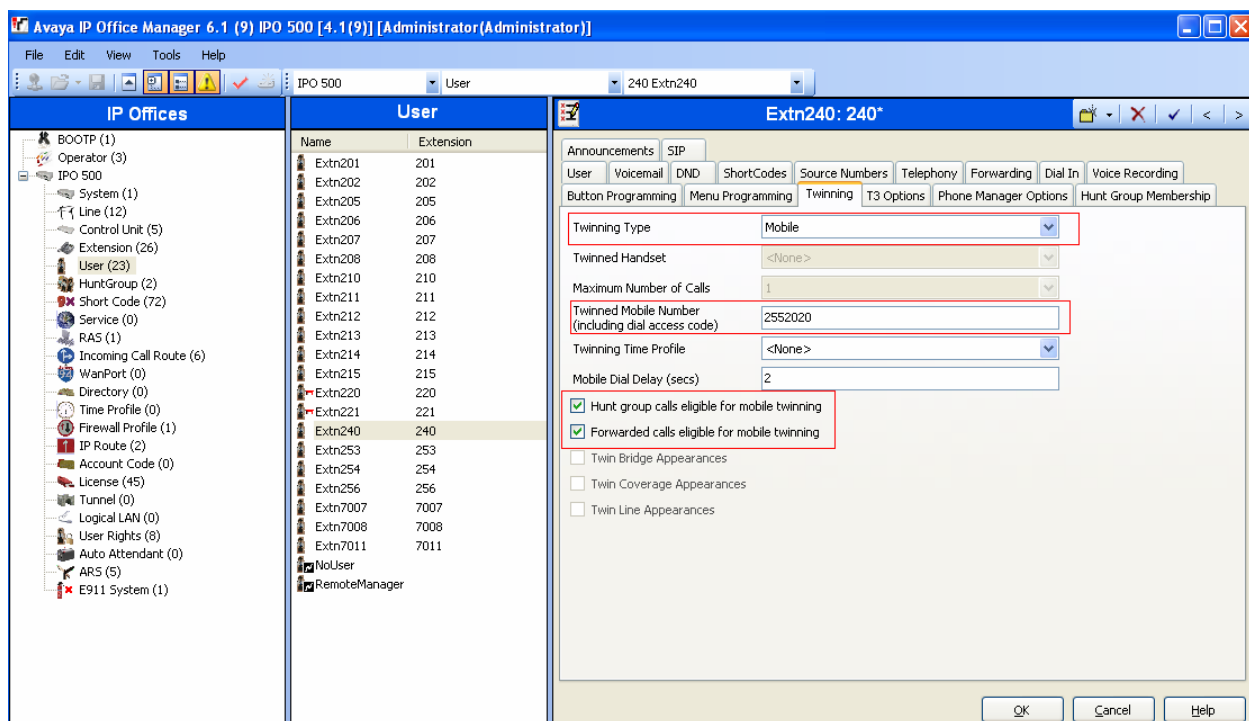 Avaya IP Office Manager 6.1 (9) IPO 500 [4.1(9)] [Administrator(Administrator)]
File Edit View Tools Help
IPO 500 User 240 Extn240
IP Offices
BOOTP (1)
Operator (3)
IPO 500
System (1)
Line (12)
Control Unit (5)
Extension (26)
User (23)
HuntGroup (2)
Short Code (72)
Service (0)
RAS (1)
Incoming Call Route (6)
WanPort (0)
Directory (0)
Time Profile (0)
Firewall Profile (1)
IP Route (2)
Account Code (0)
License (45)
Tunnel (0)
Logical LAN (0)
User Rights (8)
Auto Attendant (0)
ARS (5)
E911 System (1)
User
Name Extension
Extn201 201
Extn202 202
Extn205 205
Extn206 206
Extn207 207
Extn208 208
Extn210 210
Extn211 211
Extn212 212
Extn213 213
Extn214 214
Extn215 215
Extn220 220
Extn221 221
Extn240 240
Extn253 253
Extn254 254
Extn256 256
Extn7007 7007
Extn7008 7008
Extn7011 7011
NoUser
RemoteManager
Extn240: 240*
Announcements SIP
User Voicemail DND ShortCodes Source Numbers Telephony Forwarding Dial In Voice Recording
Button Programming Menu Programming Twinning T3 Options Phone Manager Options Hunt Group Membership
Twinning Type Mobile
Twinned Handset <None>
Maximum Number of Calls 1
Twinned Mobile Number
(including dial access code) 2552020
Twinning Time Profile <None>
Mobile Dial Delay (secs) 2
Hunt group calls eligible for mobile twinning
Forwarded calls eligible for mobile twinning
Twin Bridge Appearances
Twin Coverage Appearances
Twin Line Appearances
OK Cancel Help